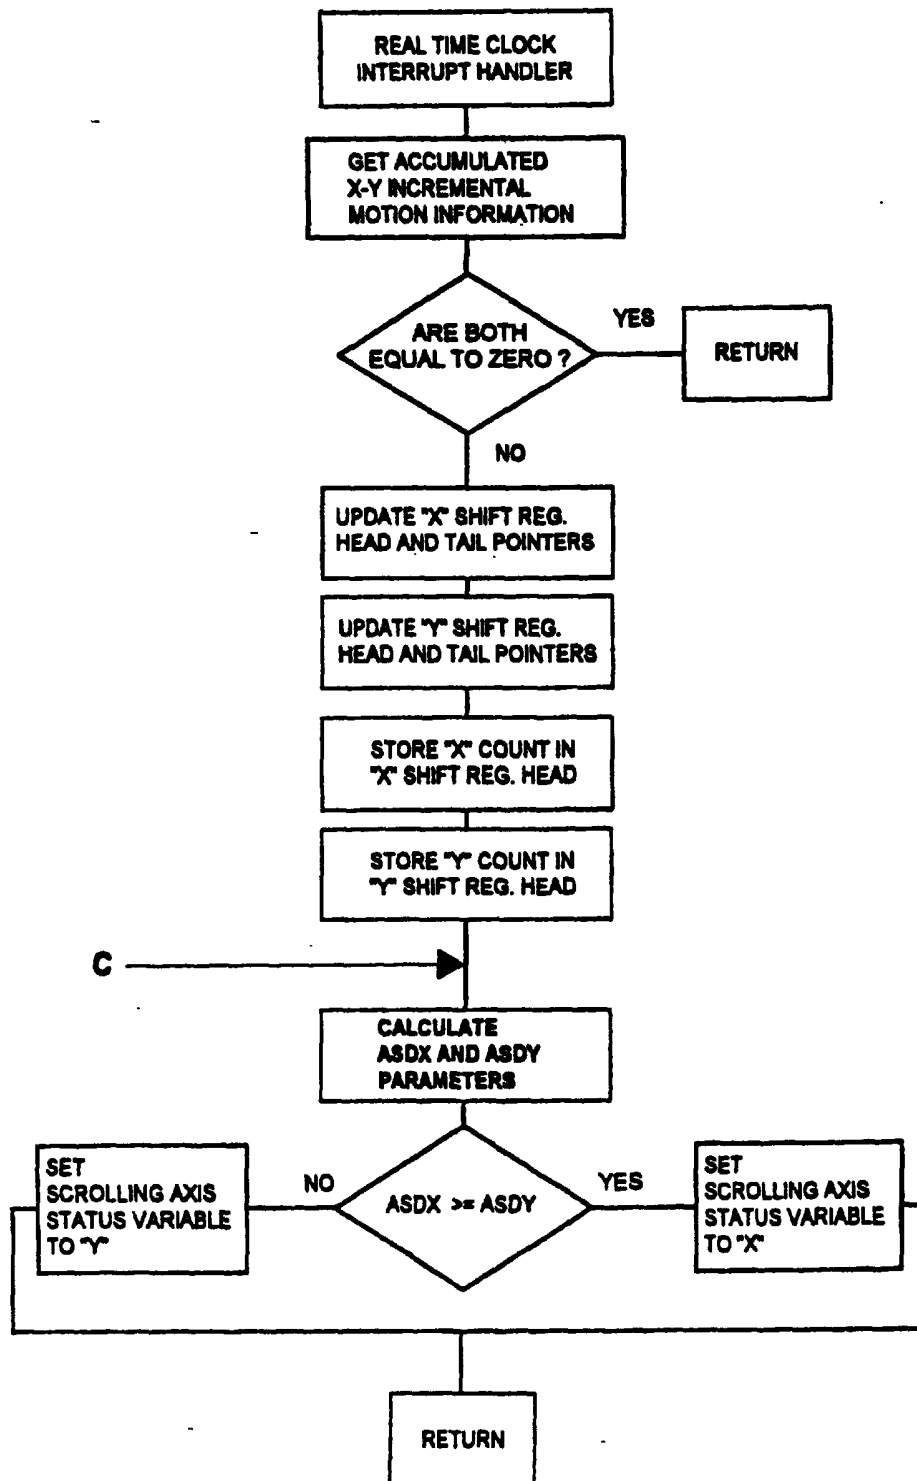 REAL TIME CLOCK
INTERRUPT HANDLER
GET ACCUMULATED
X-Y INCREMENTAL
MOTION INFORMATION
ARE BOTH
EQUAL TO ZERO ?
YES
RETURN
NO
UPDATE "X" SHIFT REG.
HEAD AND TAIL POINTERS
UPDATE "Y" SHIFT REG.
HEAD AND TAIL POINTERS
STORE "X" COUNT IN
"X" SHIFT REG. HEAD
STORE "Y" COUNT IN
"Y" SHIFT REG. HEAD
C
CALCULATE
ASDX AND ASDY
PARAMETERS
SET
SCROLLING AXIS
STATUS VARIABLE
TO "Y"
NO
ASDX >= ASDY
YES
SET
SCROLLING AXIS
STATUS VARIABLE
TO "X"
RETURN